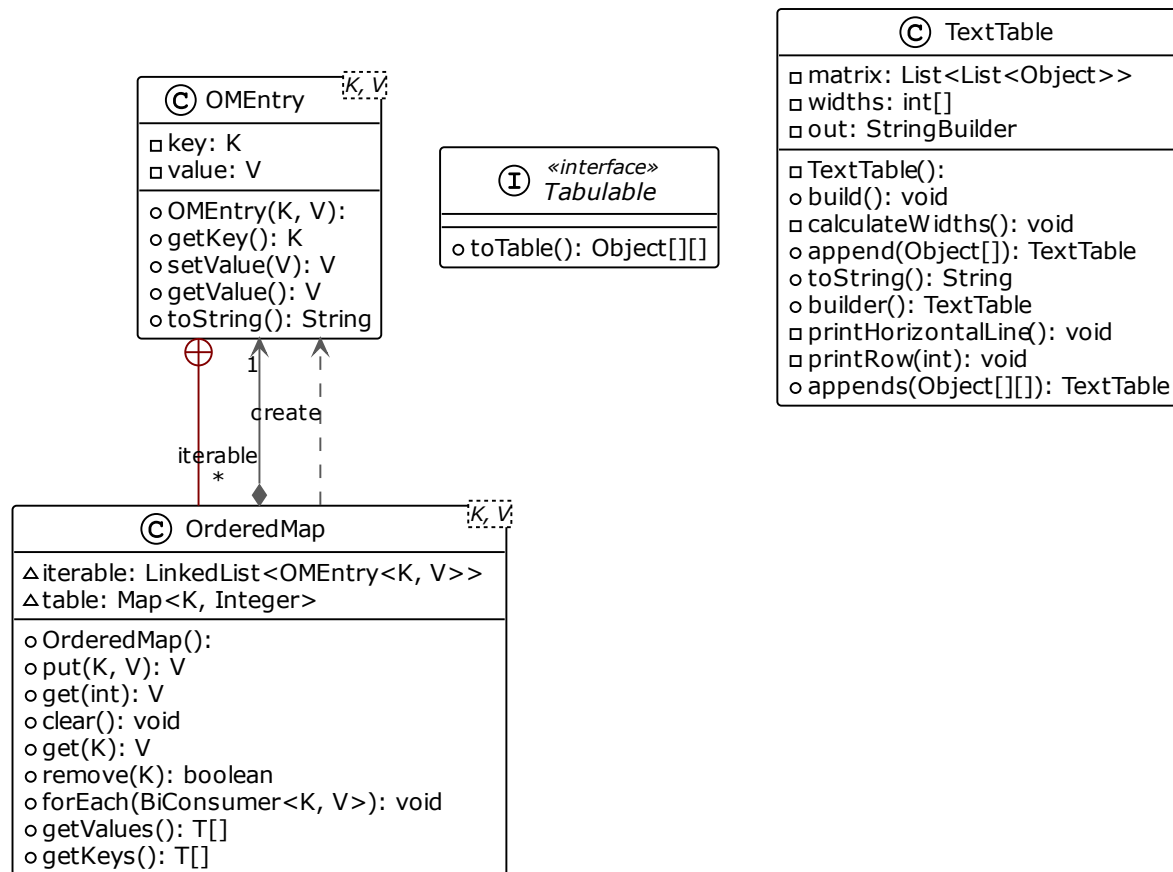 C OMEntry
K, V
key: K
value: V
OMEntry(K, V):
getKey(): K
setValue(V): V
getValue(): V
toString(): String
I «interface»
Tabulable
toTable(): Object[][]
C TextTable
matrix: List<List<Object>>
widths: int[]
out: StringBuilder
TextTable():
build(): void
calculateWidths(): void
append(Object[]): TextTable
toString(): String
builder(): TextTable
printHorizontalLine(): void
printRow(int): void
appends(Object[][]): TextTable
1
create
iterable
*
C OrderedMap
K, V
iterable: LinkedList<OMEntry<K, V>>
table: Map<K, Integer>
OrderedMap():
put(K, V): V
get(int): V
clear(): void
get(K): V
remove(K): boolean
forEach(BiConsumer<K, V>): void
getValues(): T[]
getKeys(): T[]